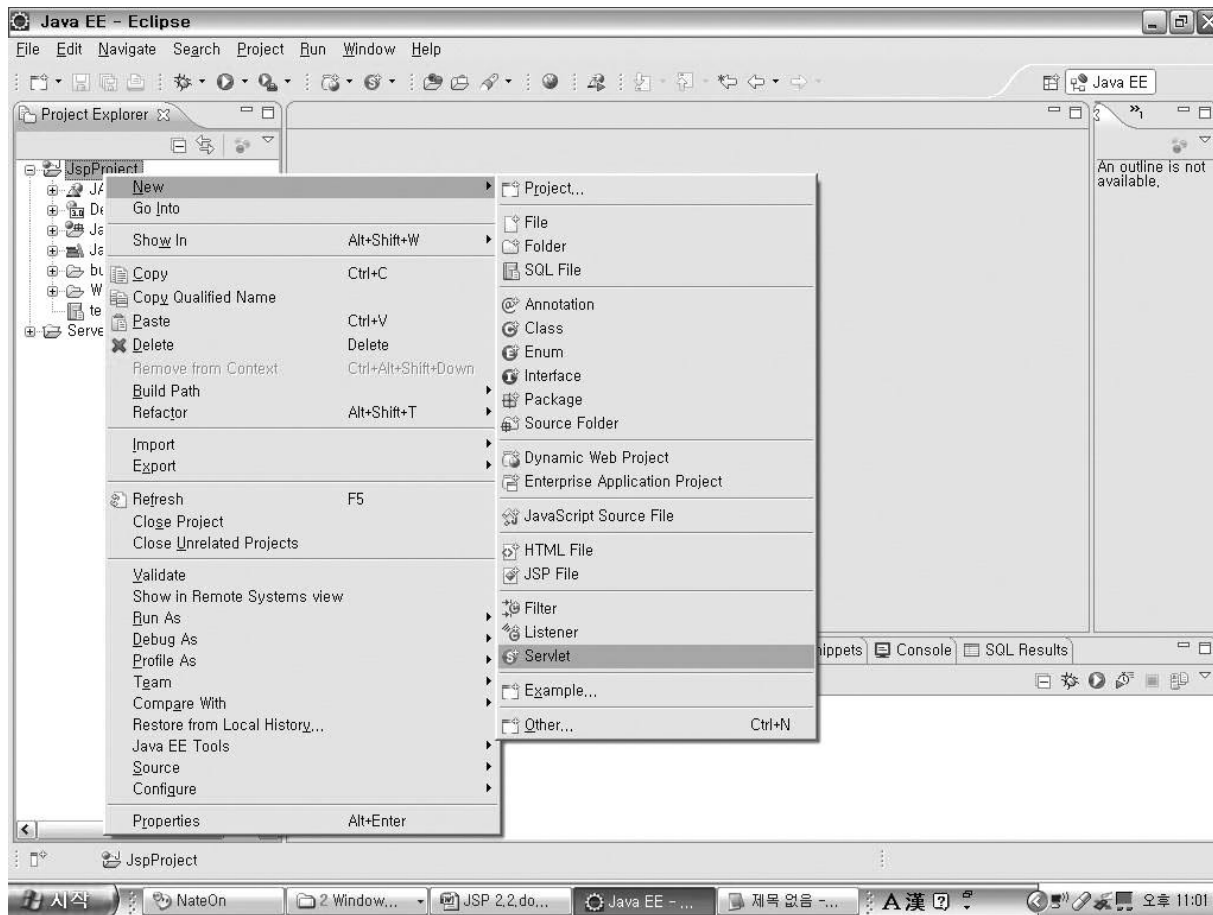 Java EE - Eclipse
File Edit Navigate Search Project Run Window Help
Java EE
Project Explorer
JspProject
Serve
An outline is not
available.
New
Go Into
Show In Alt+Shift+W
Copy Ctrl+C
Copy Qualified Name
Paste Ctrl+V
Delete Delete
Remove from Context Ctrl+Alt+Shift+Down
Build Path
Refactor Alt+Shift+T
Import
Export
Refresh F5
Close Project
Close Unrelated Projects
Validate
Show in Remote Systems view
Run As
Debug As
Profile As
Team
Compare With
Restore from Local History...
Java EE Tools
Source
Configure
Properties Alt+Enter
Project...
File
Folder
SQL File
Annotation
Class
Enum
Interface
Package
Source Folder
Dynamic Web Project
Enterprise Application Project
JavaScript Source File
HTML File
JSP File
Filter
Listener
Servlet
Example...
Other... Ctrl+N
nippets Console SQL Results
JspProject
시작 NateOn 2 Window... JSP 2,2,do... Java EE - ... 제목 없음 -... A 漢 오후 11:01